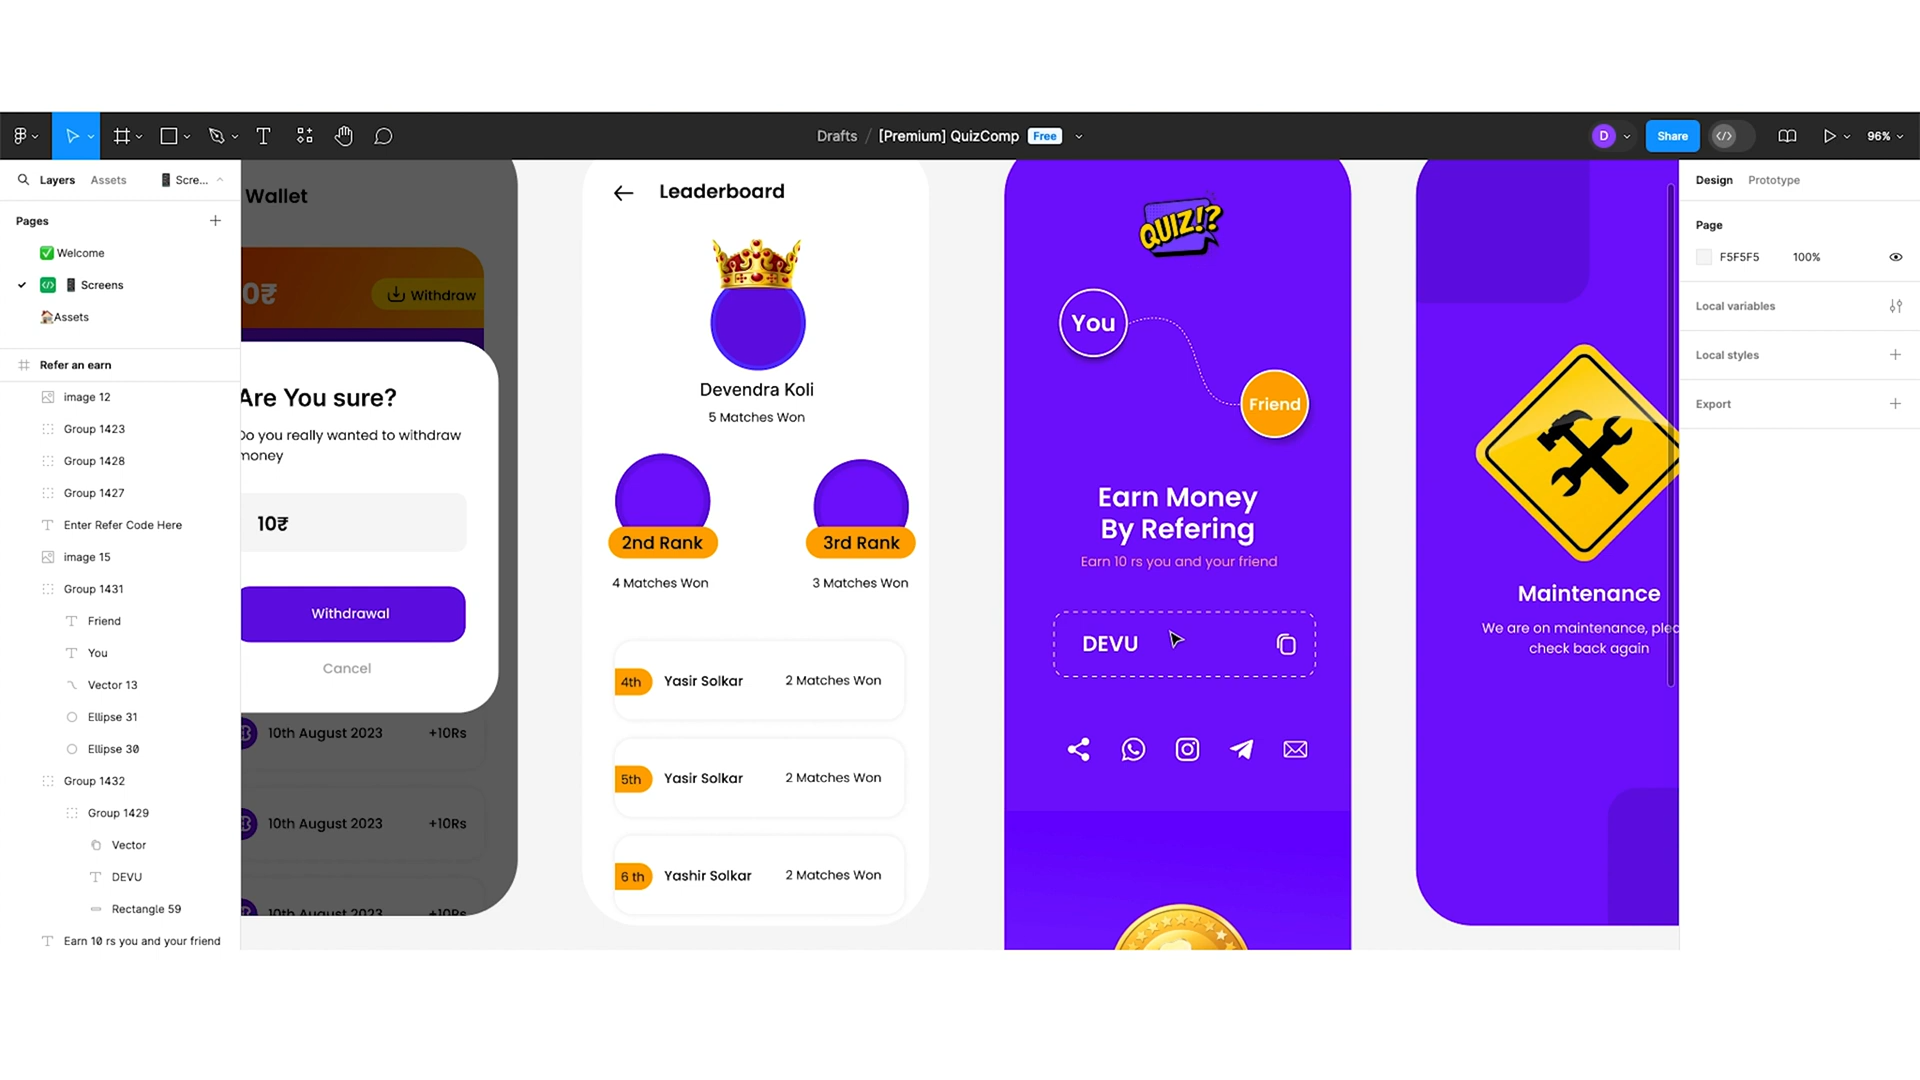 Drafts / [Premium] QuizComp Free
D
Share
96%
Layers
Assets
Scre...
Pages
Welcome
Screens
Assets
Refer an earn
image 12
Group 1423
Group 1428
Group 1427
Enter Refer Code Here
image 15
Group 1431
Friend
You
Vector 13
Ellipse 31
Ellipse 30
Group 1432
Group 1429
Vector
DEVU
Rectangle 59
Earn 10 rs you and your friend
Wallet
0₹
Withdraw
Are You sure?
Do you really wanted to withdraw
money
10₹
Withdrawal
Cancel
10th August 2023 +10Rs
10th August 2023 +10Rs
10th August 2023 +10Rs
Leaderboard
Devendra Koli
5 Matches Won
2nd Rank
4 Matches Won
3rd Rank
3 Matches Won
4th Yasir Solkar 2 Matches Won
5th Yasir Solkar 2 Matches Won
6 th Yashir Solkar 2 Matches Won
QUIZ!?
You
Friend
Earn Money
By Refering
Earn 10 rs you and your friend
DEVU
Maintenance
We are on maintenance, plea
check back again
Design
Prototype
Page
F5F5F5 100%
Local variables
Local styles
Export